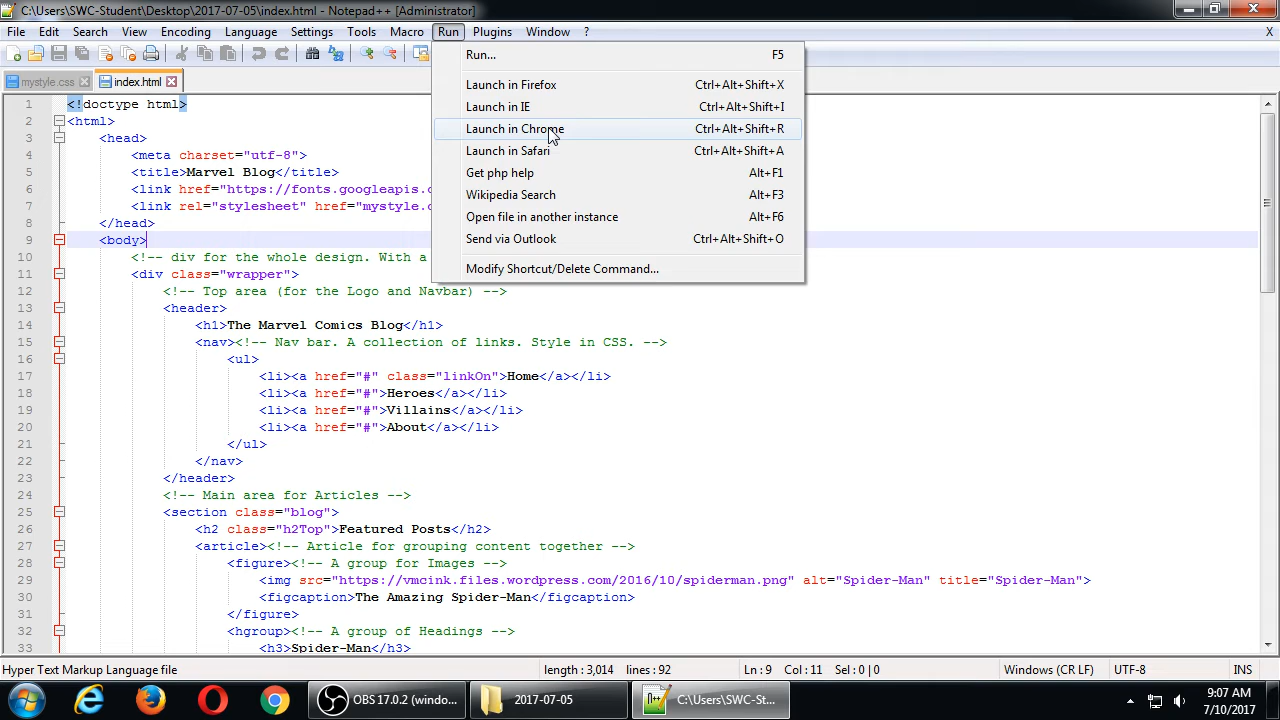 C:\Users\SWC-Student\Desktop\2017-07-05\index.html - Notepad++ [Administrator]
File Edit Search View Encoding Language Settings Tools Macro Run Plugins Window ? X
mystyle.css index.html
Run... F5
Launch in Firefox Ctrl+Alt+Shift+X
Launch in IE Ctrl+Alt+Shift+I
Launch in Chrome Ctrl+Alt+Shift+R
Launch in Safari Ctrl+Alt+Shift+A
Get php help Alt+F1
Wikipedia Search Alt+F3
Open file in another instance Alt+F6
Send via Outlook Ctrl+Alt+Shift+O
Modify Shortcut/Delete Command...
1 <!doctype html>
2 <html>
3 <head>
4 <meta charset="utf-8">
5 <title>Marvel Blog</title>
6 <link href="https://fonts.googleapis.c
7 <link rel="stylesheet" href="mystyle.c
8 </head>
9 <body>
10 <!-- div for the whole design. With a
11 <div class="wrapper">
12 <!-- Top area (for the Logo and Navbar) -->
13 <header>
14 <h1>The Marvel Comics Blog</h1>
15 <nav><!-- Nav bar. A collection of links. Style in CSS. -->
16 <ul>
17 <li><a href="#" class="linkOn">Home</a></li>
18 <li><a href="#">Heroes</a></li>
19 <li><a href="#">Villains</a></li>
20 <li><a href="#">About</a></li>
21 </ul>
22 </nav>
23 </header>
24 <!-- Main area for Articles -->
25 <section class="blog">
26 <h2 class="h2Top">Featured Posts</h2>
27 <article><!-- Article for grouping content together -->
28 <figure><!-- A group for Images -->
29 <img src="https://vmcink.files.wordpress.com/2016/10/spiderman.png" alt="Spider-Man" title="Spider-Man">
30 <figcaption>The Amazing Spider-Man</figcaption>
31 </figure>
32 <hgroup><!-- A group of Headings -->
33 <h3>Spider-Man</h3>
Hyper Text Markup Language file length : 3,014 lines : 92 Ln : 9 Col : 11 Sel : 0 | 0 Windows (CR LF) UTF-8 INS
OBS 17.0.2 (windo... 2017-07-05 C:\Users\SWC-St... 9:07 AM
7/10/2017